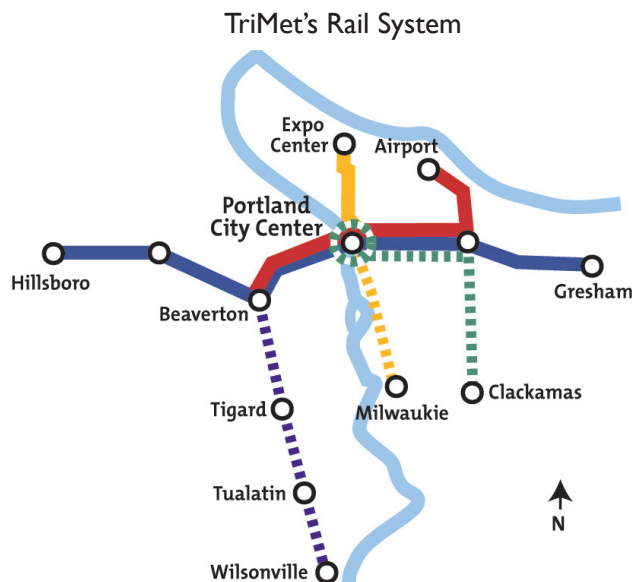 TriMet's Rail System
Expo
Center
Airport
Portland
City Center
Hillsboro
Beaverton
Gresham
Tigard
Milwaukie
Clackamas
Tualatin
N
Wilsonville